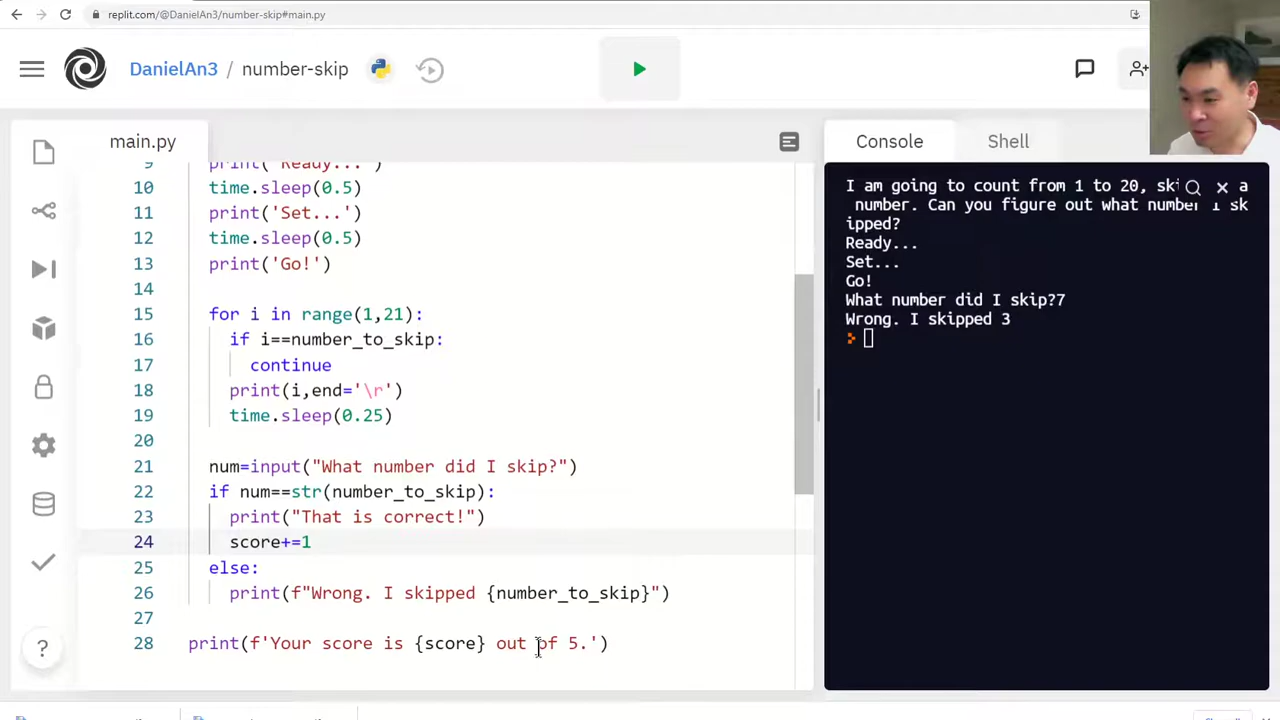 replit.com/@DanielAn3/number-skip#main.py
DanielAn3 / number-skip
main.py
Console
Shell
9 print('Ready...')
10 time.sleep(0.5)
11 print('Set...')
12 time.sleep(0.5)
13 print('Go!')
14
15 for i in range(1,21):
16 if i==number_to_skip:
17 continue
18 print(i,end='\r')
19 time.sleep(0.25)
20
21 num=input("What number did I skip?")
22 if num==str(number_to_skip):
23 print("That is correct!")
24 score+=1
25 else:
26 print(f"Wrong. I skipped {number_to_skip}")
27
28 print(f'Your score is {score} out of 5.')
?
I am going to count from 1 to 20, ski a
number. Can you figure out what number I sk
ipped?
Ready...
Set...
Go!
What number did I skip?7
Wrong. I skipped 3